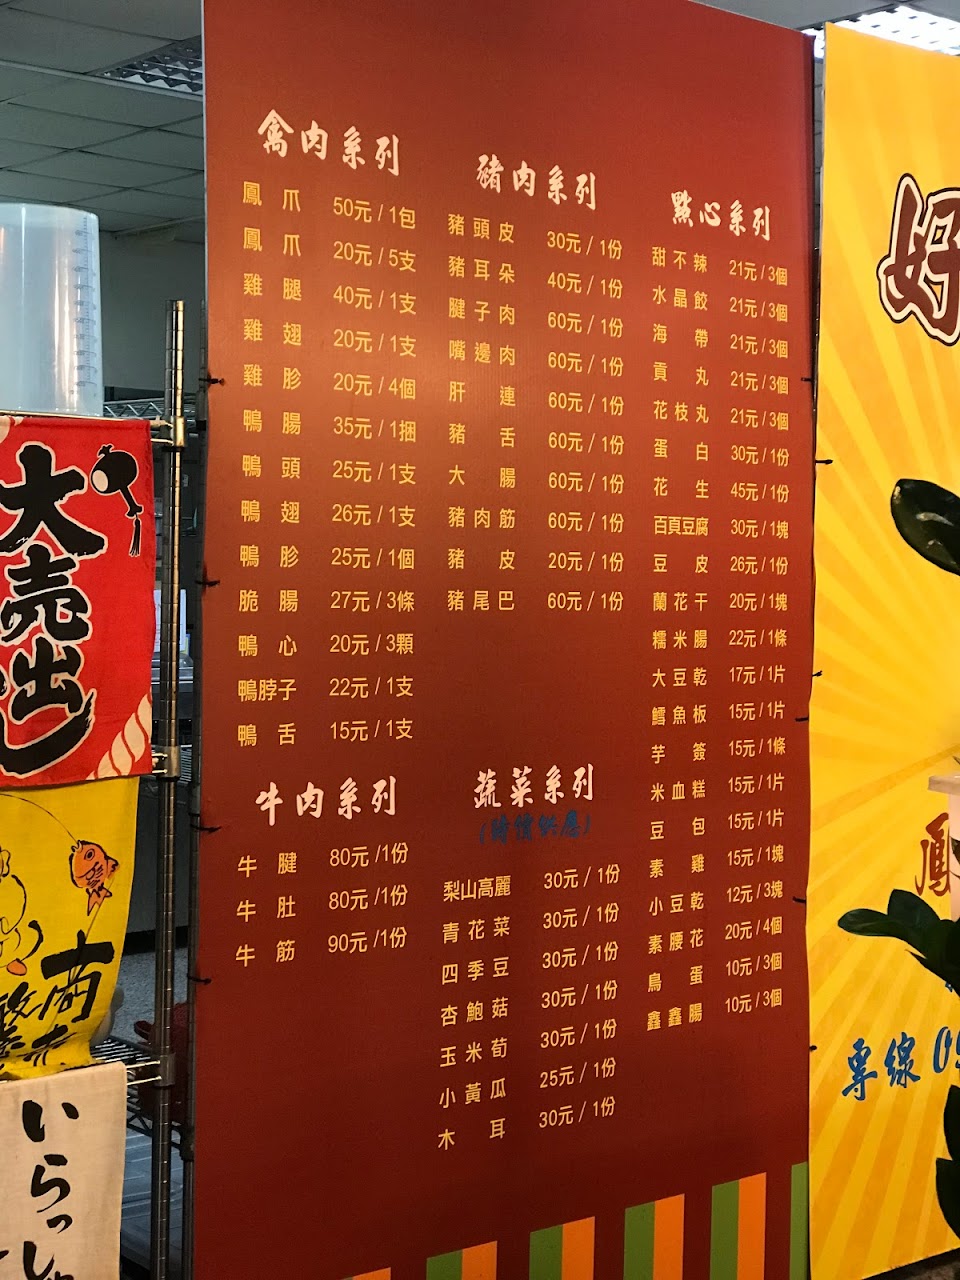 禽肉系列
鳳爪 50元 / 1包
鳳爪 20元 / 5支
雞腿 40元 / 1支
雞翅 20元 / 1支
雞胗 20元 / 4個
鴨腸 35元 / 1捆
鴨頭 25元 / 1支
鴨翅 26元 / 1支
鴨胗 25元 / 1個
脆腸 27元 / 3條
鴨心 20元 / 3顆
鴨脖子 22元 / 1支
鴨舌 15元 / 1支
牛肉系列
牛腱 80元 /1份
牛肚 80元 /1份
牛筋 90元 /1份
豬肉系列
豬頭皮 30元 / 1份
豬耳朵 40元 / 1份
腱子肉 60元 / 1份
嘴邊肉 60元 / 1份
肝連 60元 / 1份
豬舌 60元 / 1份
大腸 60元 / 1份
豬肉筋 60元 / 1份
豬皮 20元 / 1份
豬尾巴 60元 / 1份
蔬菜系列
(時價供應)
梨山高麗 30元 / 1份
青花菜 30元 / 1份
四季豆 30元 / 1份
杏鮑菇 30元 / 1份
玉米筍 30元 / 1份
小黃瓜 25元 / 1份
木耳 30元 / 1份
點心系列
甜不辣 21元 / 3個
水晶餃 21元 / 3個
海帶 21元 / 3個
貢丸 21元 / 3個
花枝丸 21元 / 3個
蛋白 30元 / 1份
花生 45元 / 1份
百頁豆腐 30元 / 1塊
豆皮 26元 / 1份
蘭花干 20元 / 1塊
糯米腸 22元 / 1條
大豆乾 17元 / 1片
鱈魚板 15元 / 1片
芋簽 15元 / 1條
米血糕 15元 / 1片
豆包 15元 / 1片
素雞 15元 / 1塊
小豆乾 12元 / 3塊
素腰花 20元 / 4個
鳥蛋 10元 / 3個
鑫鑫腸 10元 / 3個
大売出し
商
いらっし
好
鳳
專線 09